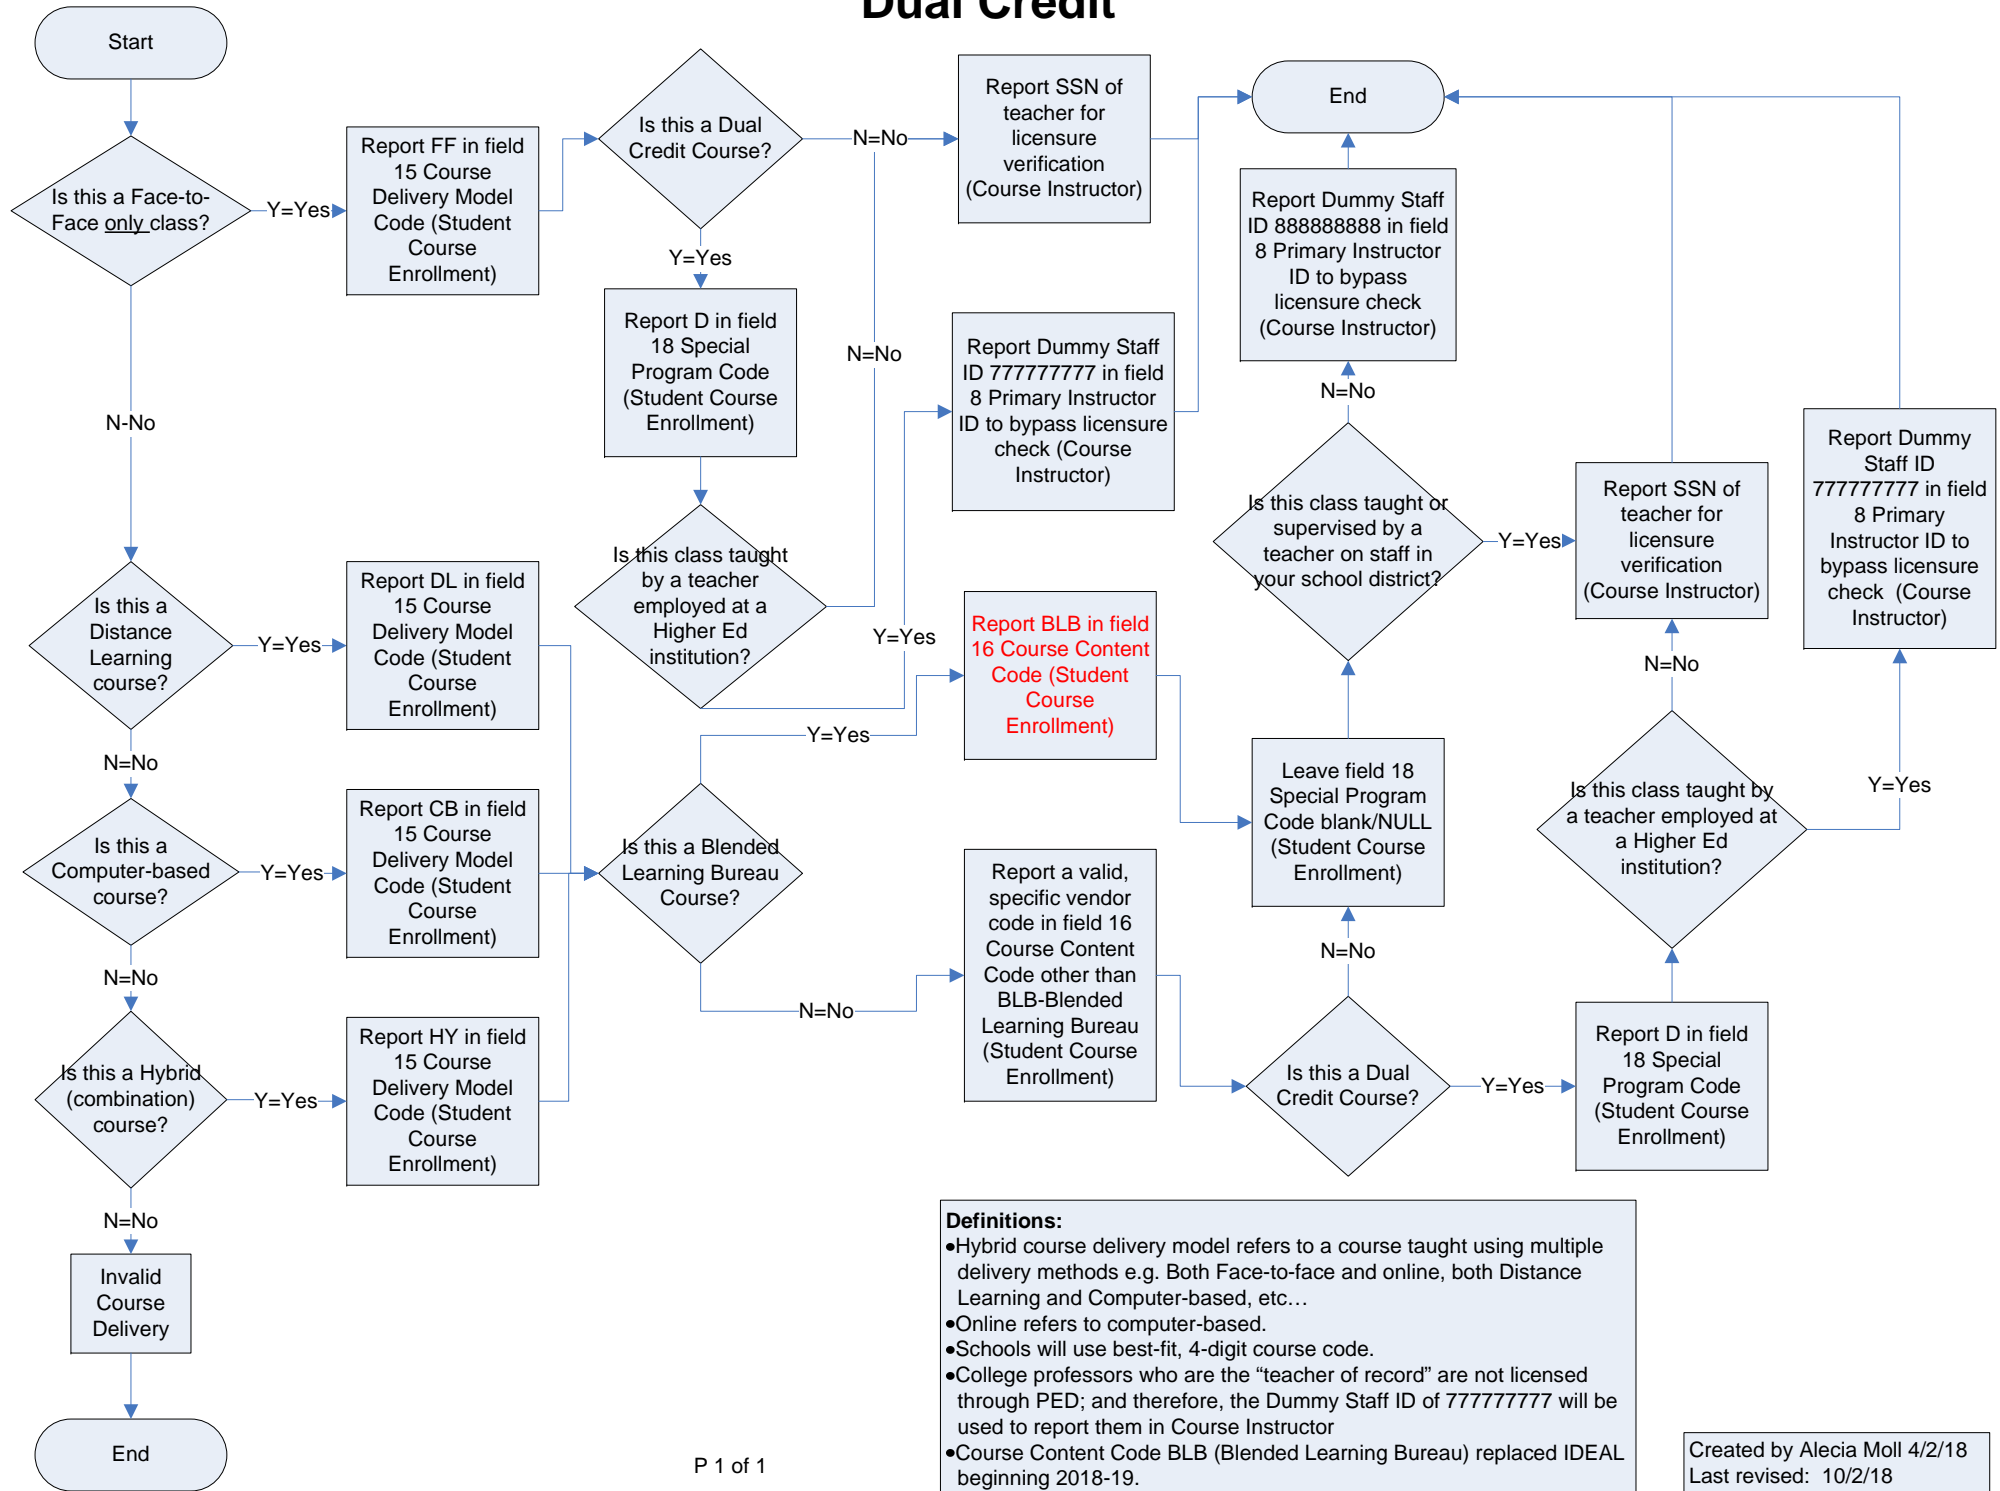 Dual Credit
Start
Is this a Face-to-
Face only class?
Y=Yes
Report FF in field
15 Course
Delivery Model
Code (Student
Course
Enrollment)
Is this a Dual
Credit Course?
N=No
Report SSN of
teacher for
licensure
verification
(Course Instructor)
End
Y=Yes
Report D in field
18 Special
Program Code
(Student Course
Enrollment)
N=No
Is this class taught
by a teacher
employed at a
Higher Ed
institution?
Y=Yes
Report Dummy Staff
ID 777777777 in field
8 Primary Instructor
ID to bypass licensure
check (Course
Instructor)
Report Dummy Staff
ID 888888888 in field
8 Primary Instructor
ID to bypass
licensure check
(Course Instructor)
N=No
Is this class taught or
supervised by a
teacher on staff in
your school district?
Y=Yes
Report SSN of
teacher for
licensure
verification
(Course Instructor)
Report Dummy
Staff ID
777777777 in field
8 Primary
Instructor ID to
bypass licensure
check (Course
Instructor)
N-No
Is this a
Distance
Learning
course?
Y=Yes
Report DL in field
15 Course
Delivery Model
Code (Student
Course
Enrollment)
N=No
Is this a
Computer-based
course?
Y=Yes
Report CB in field
15 Course
Delivery Model
Code (Student
Course
Enrollment)
N=No
Is this a Hybrid
(combination)
course?
Y=Yes
Report HY in field
15 Course
Delivery Model
Code (Student
Course
Enrollment)
N=No
Invalid
Course
Delivery
End
Is this a Blended
Learning Bureau
Course?
Y=Yes
Report BLB in field
16 Course Content
Code (Student
Course
Enrollment)
N=No
Report a valid,
specific vendor
code in field 16
Course Content
Code other than
BLB-Blended
Learning Bureau
(Student Course
Enrollment)
Leave field 18
Special Program
Code blank/NULL
(Student Course
Enrollment)
N=No
Is this a Dual
Credit Course?
Y=Yes
Report D in field
18 Special
Program Code
(Student Course
Enrollment)
Is this class taught by
a teacher employed at
a Higher Ed
institution?
N=No
Y=Yes
Definitions:
•Hybrid course delivery model refers to a course taught using multiple
delivery methods e.g. Both Face-to-face and online, both Distance
Learning and Computer-based, etc…
•Online refers to computer-based.
•Schools will use best-fit, 4-digit course code.
•College professors who are the “teacher of record” are not licensed
through PED; and therefore, the Dummy Staff ID of 777777777 will be
used to report them in Course Instructor
•Course Content Code BLB (Blended Learning Bureau) replaced IDEAL
beginning 2018-19.
P 1 of 1
Created by Alecia Moll 4/2/18
Last revised: 10/2/18